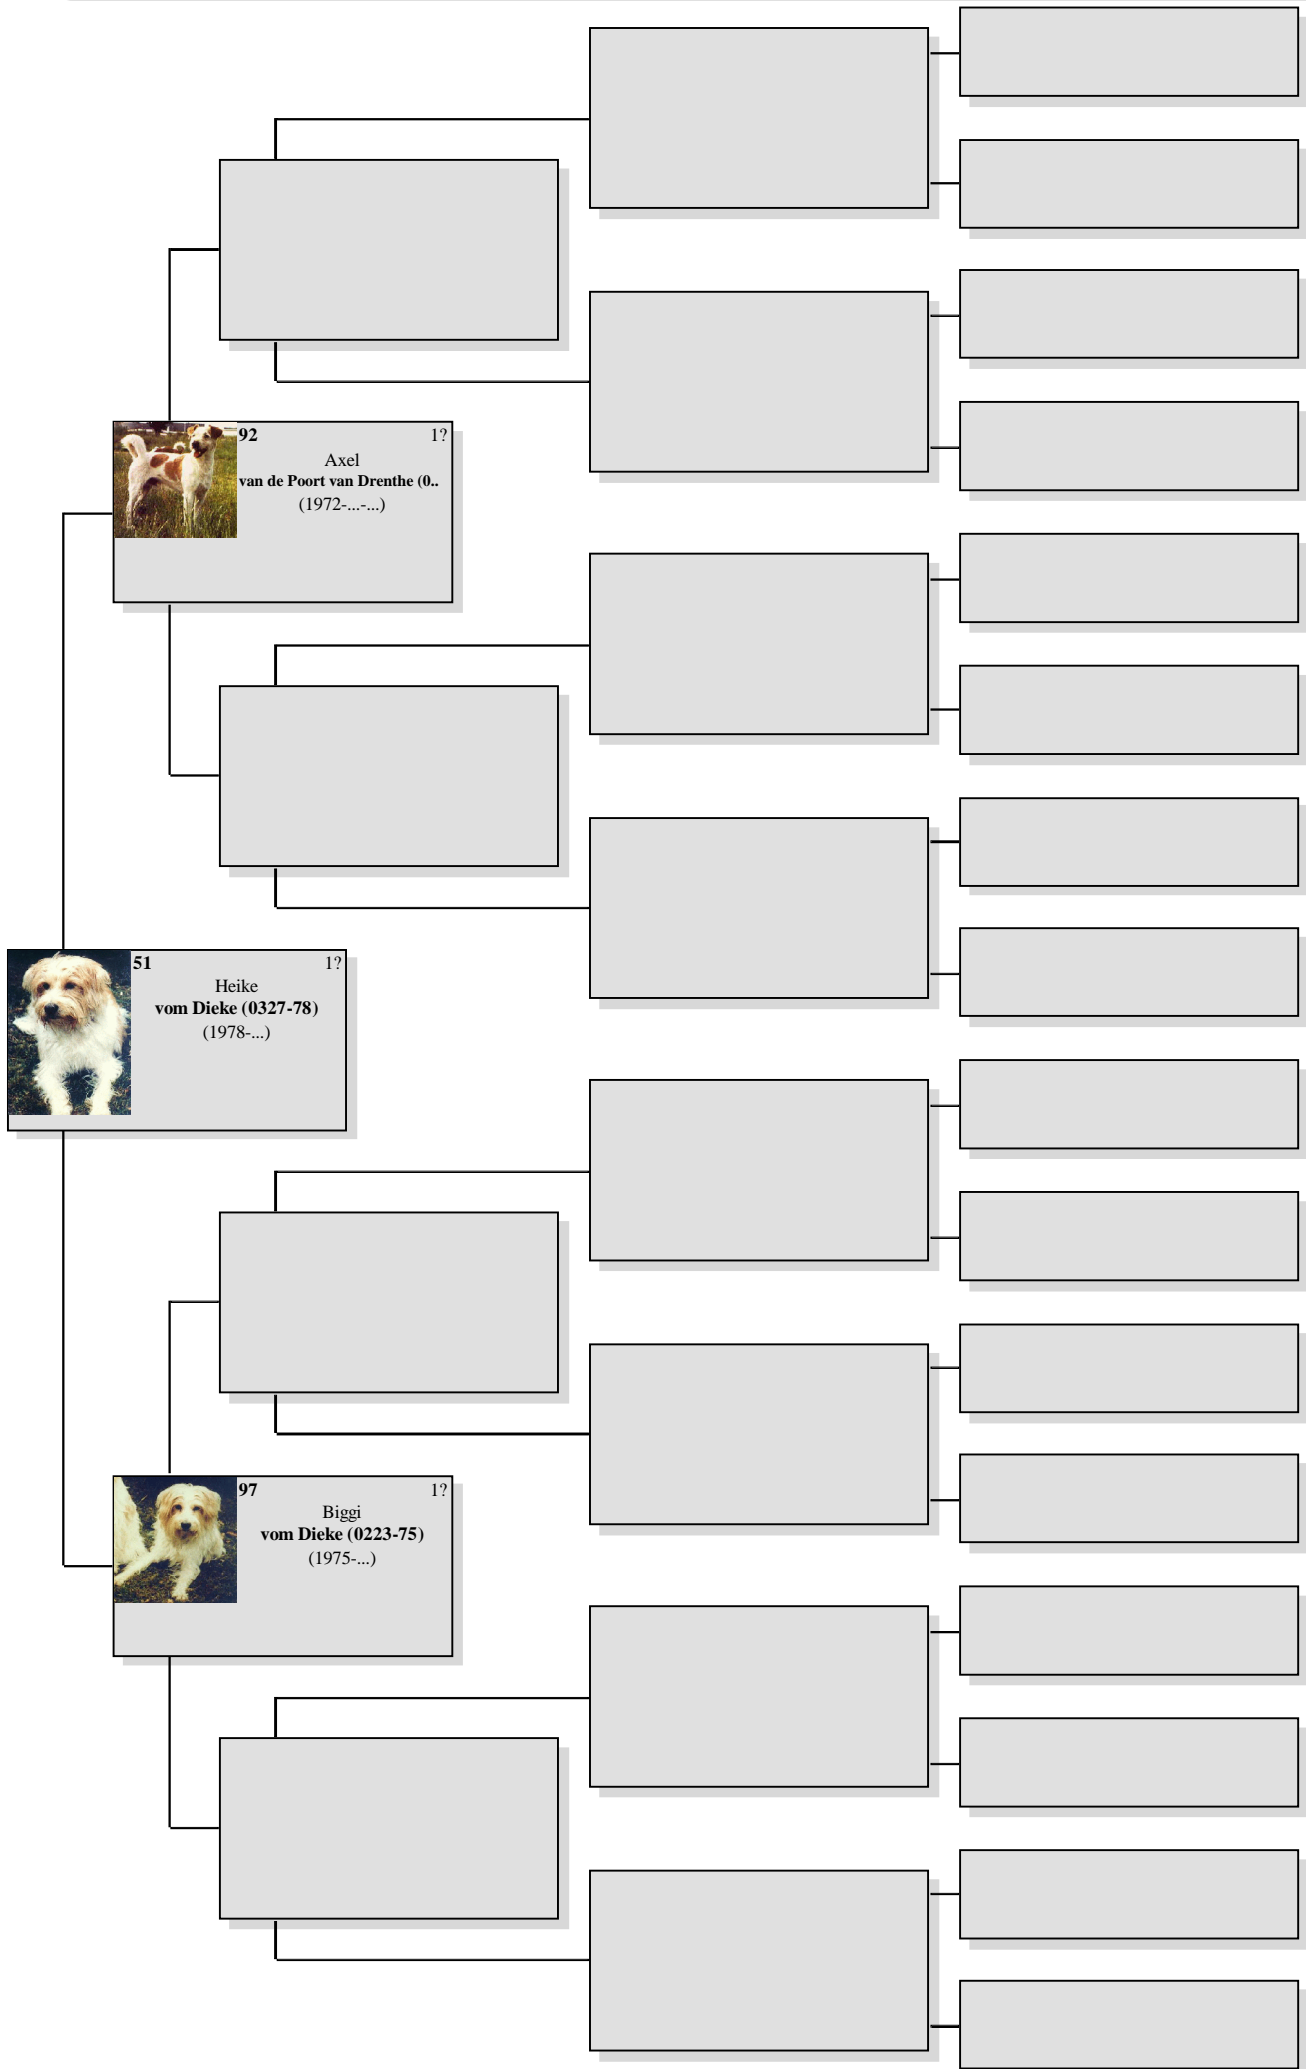 92 1?
Axel
van de Poort van Drenthe (0..
(1972-...-...)
51 1?
Heike
vom Dieke (0327-78)
(1978-...)
97 1?
Biggi
vom Dieke (0223-75)
(1975-...)